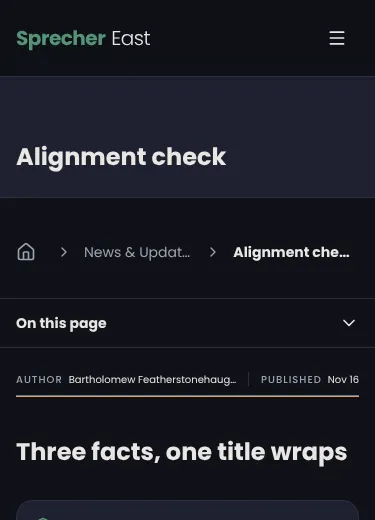 Sprecher East
Alignment check
News & Updat... Alignment che...
On this page
AUTHOR Bartholomew Featherstonehaug... PUBLISHED Nov 16
Three facts, one title wraps